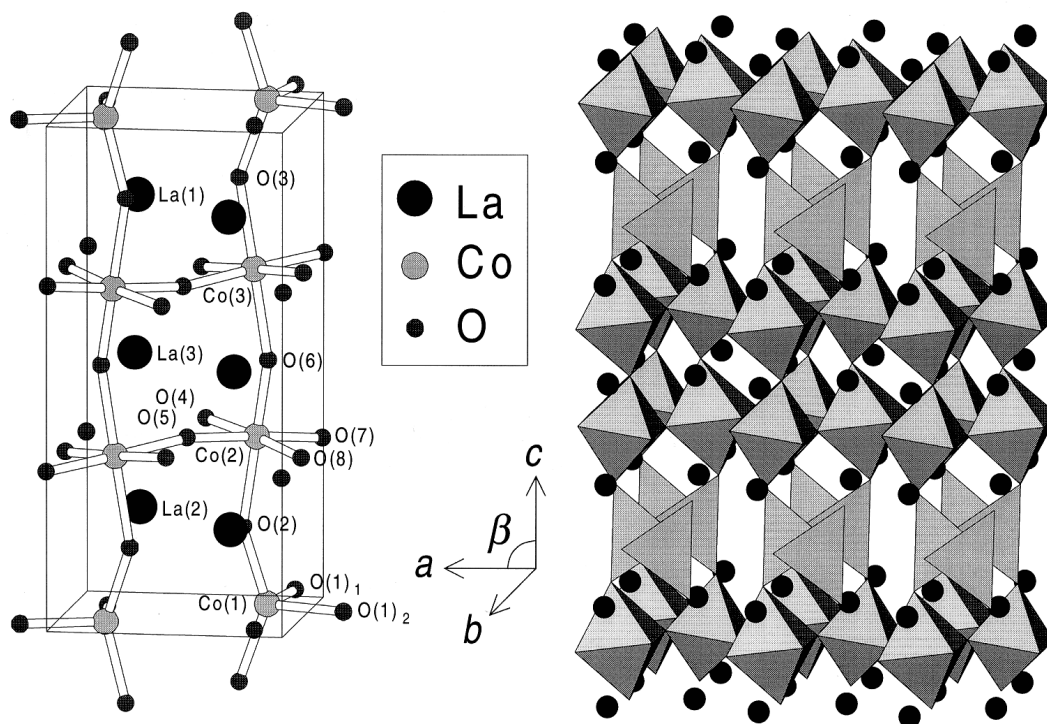 O(3)
La(1)
Co(3)
La(3)
O(6)
O(4)
O(5)
O(7)
Co(2)
O(8)
La(2)
O(2)
O(1)₁
Co(1)
O(1)₂
La
Co
O
c
β
a
b